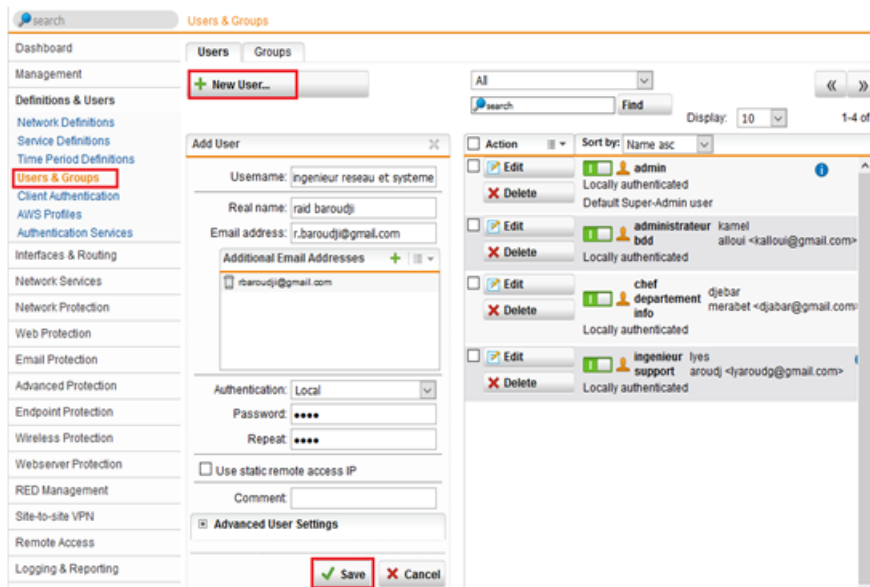 search
Users & Groups
Dashboard
Management
Definitions & Users
Network Definitions
Service Definitions
Time Period Definitions
Users & Groups
Client Authentication
AWS Profiles
Authentication Services
Interfaces & Routing
Network Services
Network Protection
Web Protection
Email Protection
Advanced Protection
Endpoint Protection
Wireless Protection
Webserver Protection
RED Management
Site-to-site VPN
Remote Access
Logging & Reporting
Users Groups
New User...
Add User
Username: ingenieur reseau et systeme
Real name: raid baroudji
Email address: r.baroudji@gmail.com
Additional Email Addresses
rbaroudji@gmail.com
Authentication: Local
Password: ••••
Repeat: ••••
Use static remote access IP
Comment:
Advanced User Settings
Save Cancel
All
search Find
Display: 10 1-4 of
Action Sort by: Name asc
Edit admin
Delete Locally authenticated
Default Super-Admin user
Edit administrateur kamel
bdd alloui <kalloui@gmail.com>
Delete Locally authenticated
Edit chef
departement djebar
info merabet <djabar@gmail.com>
Delete
Locally authenticated
Edit ingenieur lyes
support aroudj <lyaroudg@gmail.com>
Delete Locally authenticated